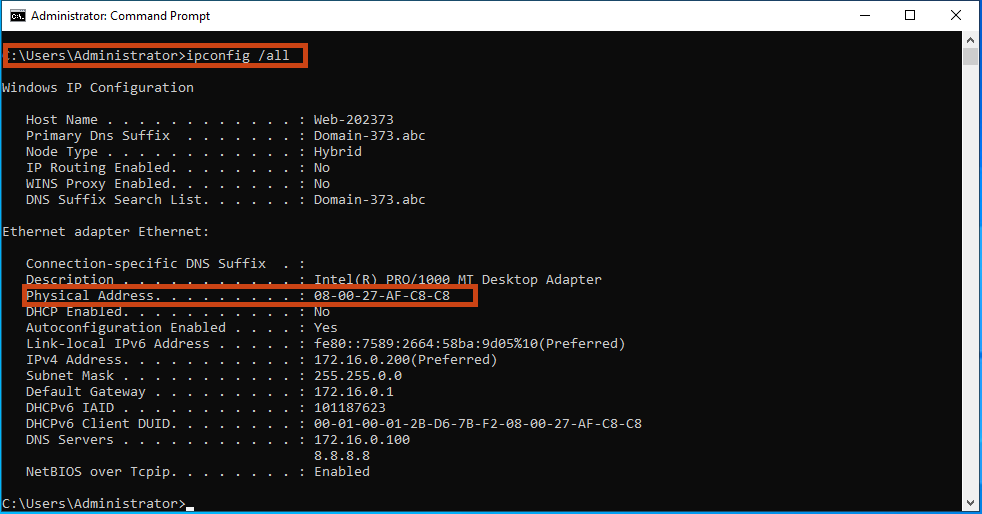 Administrator: Command Prompt
C:\Users\Administrator>ipconfig /all
Windows IP Configuration
Host Name . . . . . . . . . . . . : Web-202373
Primary Dns Suffix  . . . . . . . : Domain-373.abc
Node Type . . . . . . . . . . . . : Hybrid
IP Routing Enabled. . . . . . . . : No
WINS Proxy Enabled. . . . . . . . : No
DNS Suffix Search List. . . . . . : Domain-373.abc
Ethernet adapter Ethernet:
Connection-specific DNS Suffix  . :
Description . . . . . . . . . . . : Intel(R) PRO/1000 MT Desktop Adapter
Physical Address. . . . . . . . . : 08-00-27-AF-C8-C8
DHCP Enabled. . . . . . . . . . . : No
Autoconfiguration Enabled . . . . : Yes
Link-local IPv6 Address . . . . . : fe80::7589:2664:58ba:9d05%10(Preferred)
IPv4 Address. . . . . . . . . . . : 172.16.0.200(Preferred)
Subnet Mask . . . . . . . . . . . : 255.255.0.0
Default Gateway . . . . . . . . . : 172.16.0.1
DHCPv6 IAID . . . . . . . . . . . : 101187623
DHCPv6 Client DUID. . . . . . . . : 00-01-00-01-2B-D6-7B-F2-08-00-27-AF-C8-C8
DNS Servers . . . . . . . . . . . : 172.16.0.100
8.8.8.8
NetBIOS over Tcpip. . . . . . . . : Enabled
C:\Users\Administrator>